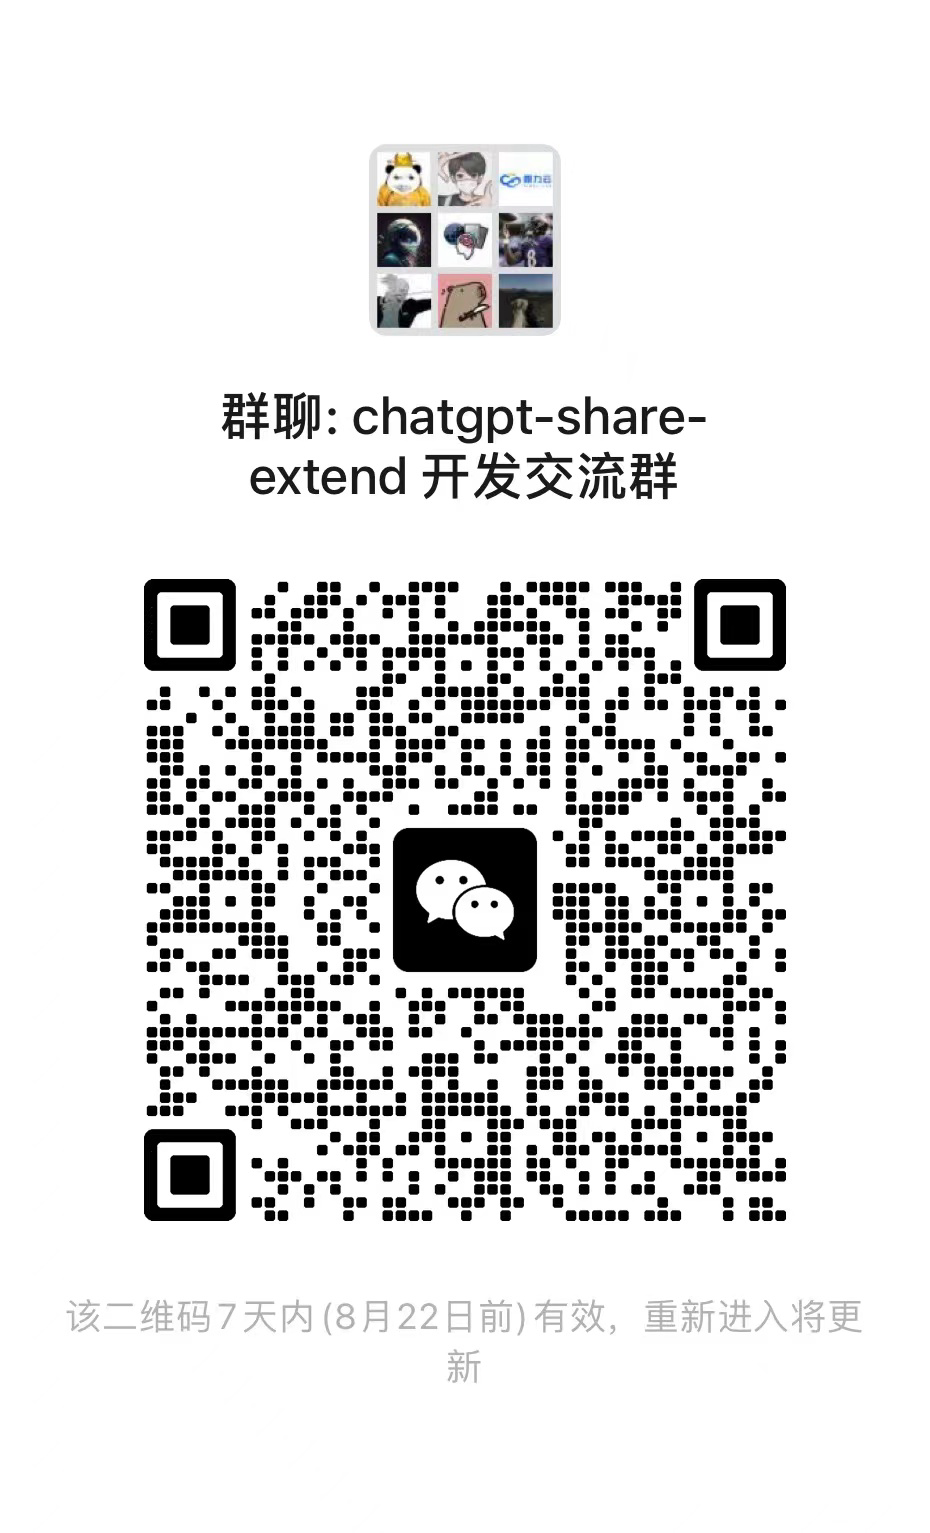 群聊: chatgpt-share-
extend 开发交流群
该二维码7天内(8月22日前)有效，重新进入将更
新
8